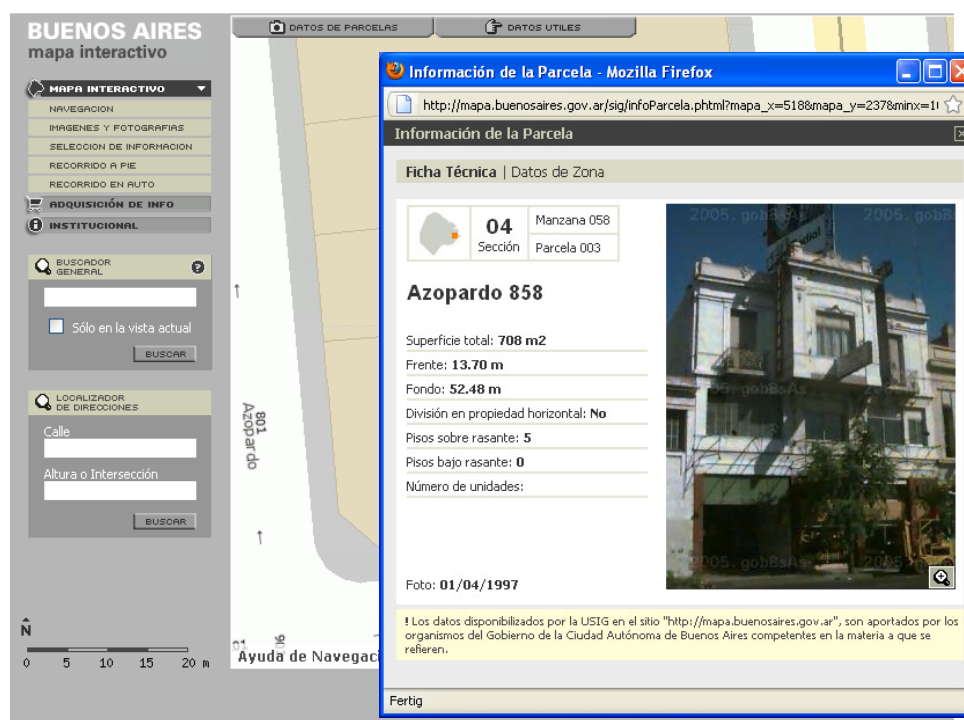 BUENOS AIRES
mapa interactivo
MAPA INTERACTIVO
NAVEGACION
IMAGENES Y FOTOGRAFIAS
SELECCION DE INFORMACION
RECORRIDO A PIE
RECORRIDO EN AUTO
ADQUISICIÓN DE INFO
INSTITUCIONAL
BUSCADOR
GENERAL
?
Sólo en la vista actual
BUSCAR
LOCALIZADOR
DE DIRECCIONES
Calle
Altura o Intersección
BUSCAR
N
0 5 10 15 20 m
DATOS DE PARCELAS
DATOS UTILES
801
Azopardo
Ayuda de Navegaci
Información de la Parcela - Mozilla Firefox
http://mapa.buenosaires.gov.ar/sig/infoParcela.phtml?mapa_x=518&mapa_y=237&minx=1
Información de la Parcela
Ficha Técnica | Datos de Zona
04
Sección
Manzana 058
Parcela 003
Azopardo 858
Superficie total: 708 m2
Frente: 13.70 m
Fondo: 52.48 m
División en propiedad horizontal: No
Pisos sobre rasante: 5
Pisos bajo rasante: 0
Número de unidades:
Foto: 01/04/1997
2005. gobBsAs
2005. gobBs
05. gobBsAs
2005. gobBsAs
! Los datos disponibilizados por la USIG en el sitio "http://mapa.buenosaires.gov.ar", son aportados por los
organismos del Gobierno de la Ciudad Autónoma de Buenos Aires competentes en la materia a que se
refieren.
Fertig